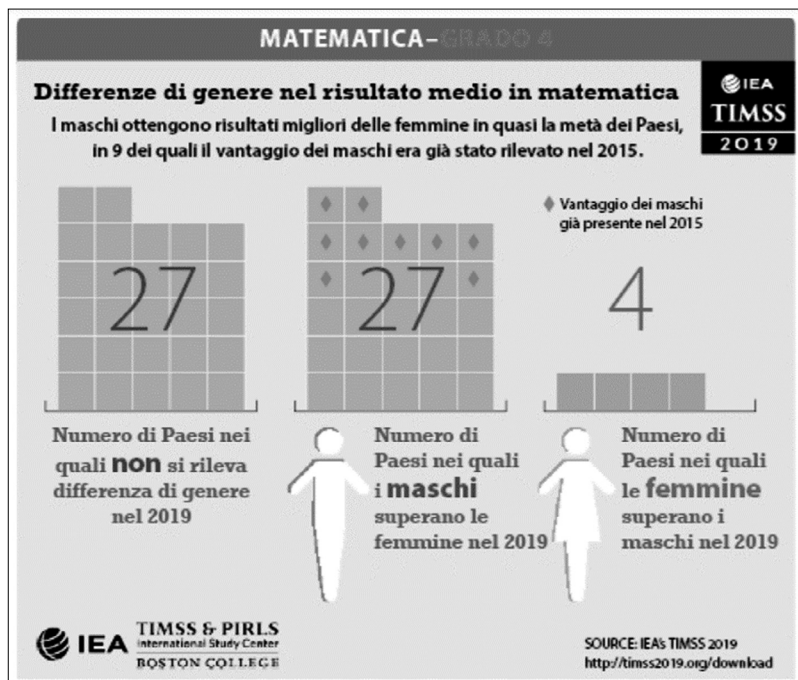 MATEMATICA–GRADO 4
Differenze di genere nel risultato medio in matematica
I maschi ottengono risultati migliori delle femmine in quasi la metà dei Paesi,
in 9 dei quali il vantaggio dei maschi era già stato rilevato nel 2015.
IEA
TIMSS
2019
27
Numero di Paesi nei
quali non si rileva
differenza di genere
nel 2019
27
Numero di
Paesi nei quali
i maschi
superano le
femmine nel 2019
Vantaggio dei maschi
già presente nel 2015
4
Numero di
Paesi nei quali
le femmine
superano i
maschi nel 2019
IEA
TIMSS & PIRLS
International Study Center
BOSTON COLLEGE
SOURCE: IEA's TIMSS 2019
http://timss2019.org/download